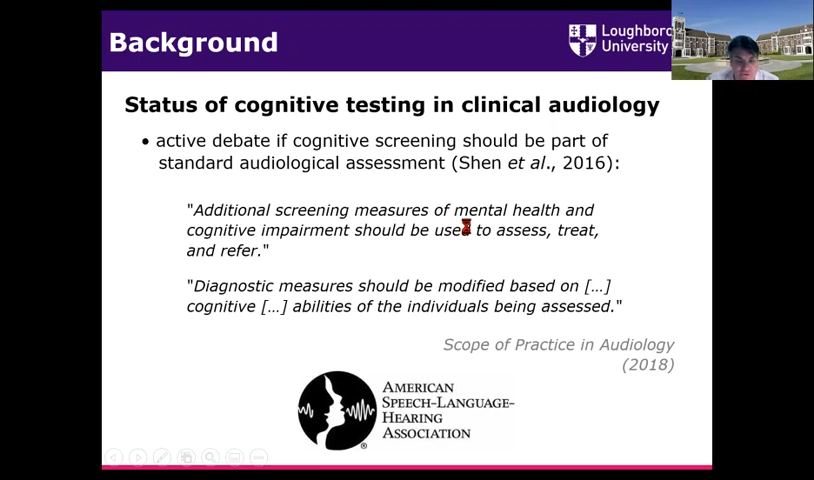 Background
Loughboro
University
Status of cognitive testing in clinical audiology
• active debate if cognitive screening should be part of
standard audiological assessment (Shen et al., 2016):
"Additional screening measures of mental health and
cognitive impairment should be used to assess, treat,
and refer."
"Diagnostic measures should be modified based on […]
cognitive […] abilities of the individuals being assessed."
Scope of Practice in Audiology
(2018)
AMERICAN
SPEECH-LANGUAGE-
HEARING
ASSOCIATION
®